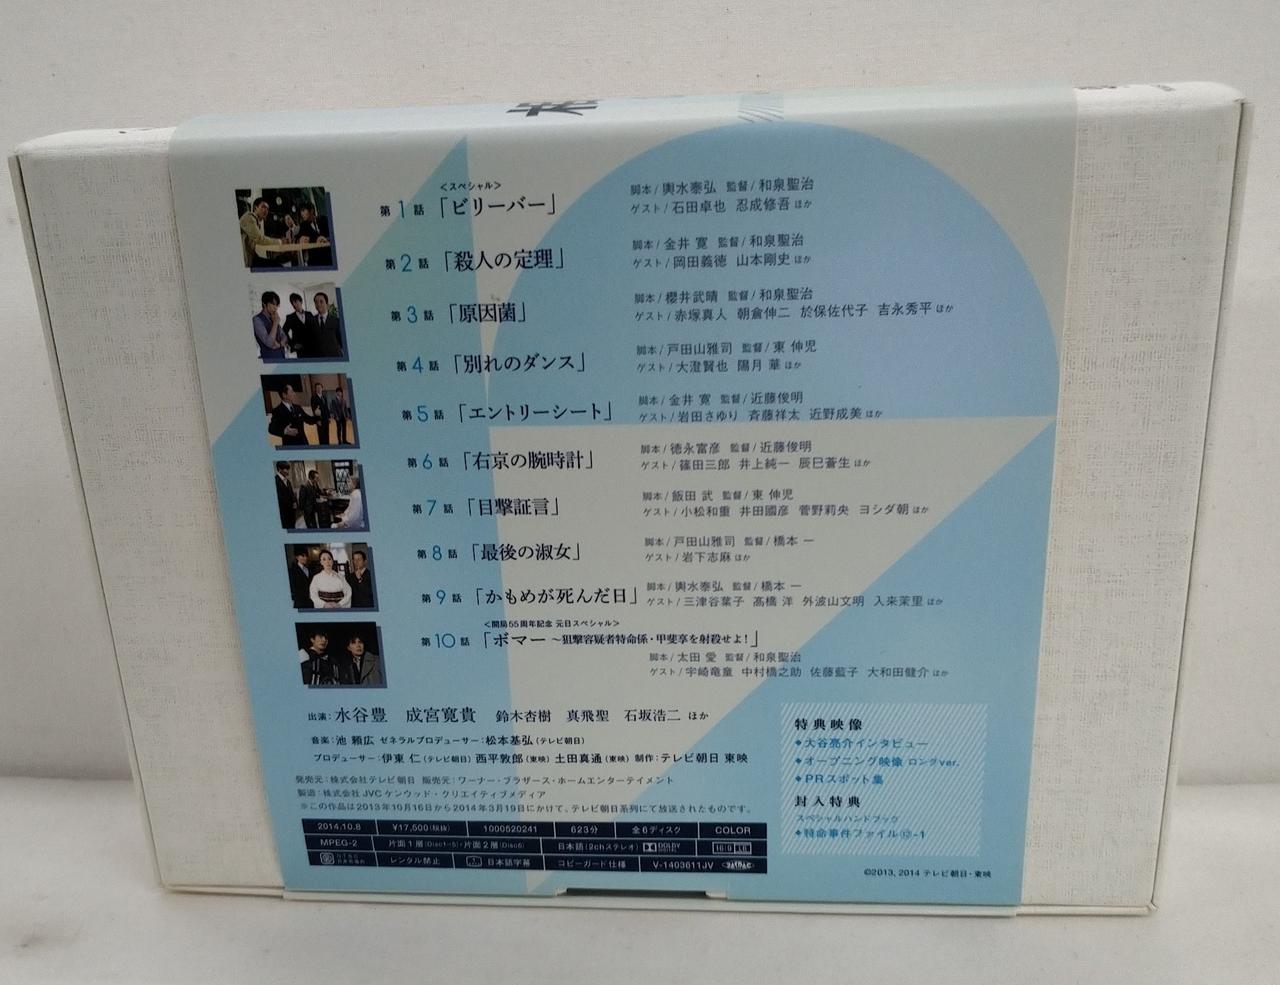 <スペシャル>
第1話「ビリーバー」
脚本/輿水泰弘 監督/和泉聖治
ゲスト/石田卓也 忍成修吾 ほか
第2話「殺人の定理」
脚本/金井 寛 監督/和泉聖治
ゲスト/岡田義徳 山本剛史 ほか
第3話「原因菌」
脚本/櫻井武晴 監督/和泉聖治
ゲスト/赤塚真人 朝倉伸二 於保佐代子 吉永秀平 ほか
第4話「別れのダンス」
脚本/戸田山雅司 監督/東 伸児
ゲスト/大澄賢也 陽月 華 ほか
第5話「エントリーシート」
脚本/金井 寛 監督/近藤俊明
ゲスト/岩田さゆり 斉藤祥太 近野成美 ほか
第6話「右京の腕時計」
脚本/徳永富彦 監督/近藤俊明
ゲスト/篠田三郎 井上純一 辰巳蒼生 ほか
第7話「目撃証言」
脚本/飯田 武 監督/東 伸児
ゲスト/小松和重 井田國彦 菅野莉央 ヨシダ朝 ほか
第8話「最後の淑女」
脚本/戸田山雅司 監督/橋本 一
ゲスト/岩下志麻 ほか
第9話「かもめが死んだ日」
脚本/輿水泰弘 監督/橋本 一
ゲスト/三津谷葉子 髙橋 洋 外波山文明 入来茉里 ほか
<開局55周年記念 元日スペシャル>
第10話「ボマー ～狙撃容疑者特命係・甲斐享を射殺せよ!」
脚本/太田 愛 監督/和泉聖治
ゲスト/宇崎竜童 中村橋之助 佐藤藍子 大和田健介 ほか
出演:水谷豊 成宮寛貴 鈴木杏樹 真飛聖 石坂浩二 ほか
音楽:池 頼広 ゼネラルプロデューサー:松本基弘(テレビ朝日)
プロデューサー:伊東 仁(テレビ朝日) 西平敦郎(東映) 土田真通(東映) 制作:テレビ朝日 東映
発売元:株式会社テレビ朝日 販売元:ワーナー・ブラザース・ホームエンターテイメント
製造:株式会社JVCケンウッド・クリエイティブメディア
※この作品は2013年10月16日から2014年3月19日にかけて、テレビ朝日系列にて放送されたものです。
2014.10.8 ¥17,500(税抜) 1000520241 623分 全6ディスク COLOR
MPEG-2 片面1層(Disc1~5)・片面2層(Disc6) 日本語(2chステレオ) DOLBY 16:9 LB
NTSC レンタル禁止 日本語字幕 コピーガード仕様 V-1403611JV
特典映像
◆大谷亮介インタビュー
◆オープニング映像 ロングver.
◆PRスポット集
封入特典
スペシャルハンドブック
◆特命事件ファイル⑫-1
©2013, 2014 テレビ朝日・東映